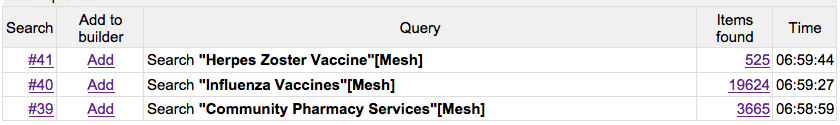 Search Add to builder Query Items found Time
#41 Add Search "Herpes Zoster Vaccine"[Mesh] 525 06:59:44
#40 Add Search "Influenza Vaccines"[Mesh] 19624 06:59:27
#39 Add Search "Community Pharmacy Services"[Mesh] 3665 06:58:59